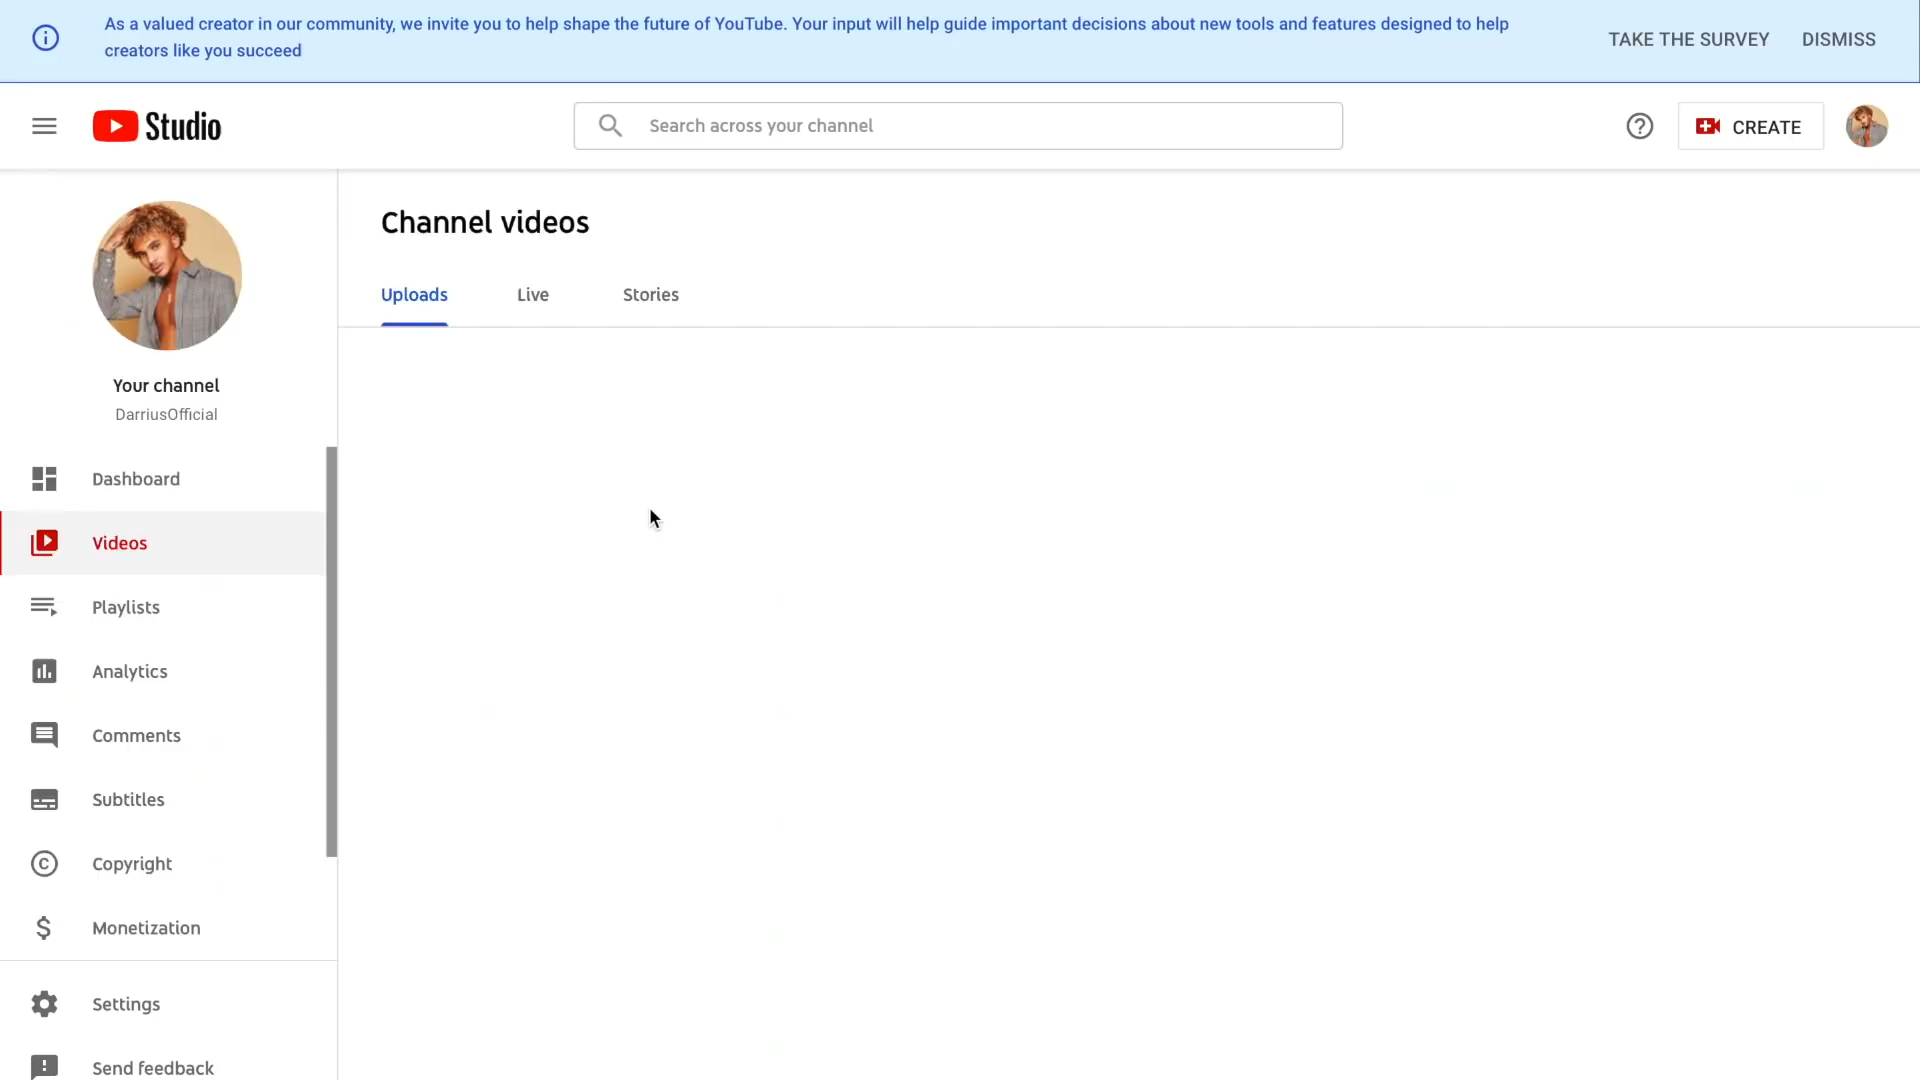 As a valued creator in our community, we invite you to help shape the future of YouTube. Your input will help guide important decisions about new tools and features designed to help
creators like you succeed
TAKE THE SURVEY
DISMISS
Studio
Search across your channel
CREATE
Your channel
DarriusOfficial
Dashboard
Videos
Playlists
Analytics
Comments
Subtitles
Copyright
Monetization
Settings
Send feedback
Channel videos
Uploads
Live
Stories